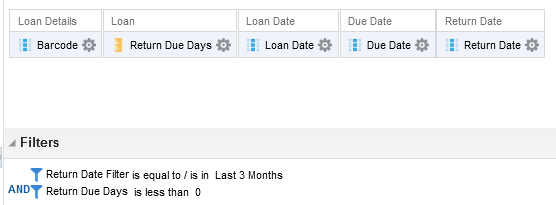 Loan Details Loan Loan Date Due Date Return Date
Barcode Return Due Days Loan Date Due Date Return Date
Filters
Return Date Filter is equal to / is in Last 3 Months
AND Return Due Days is less than 0